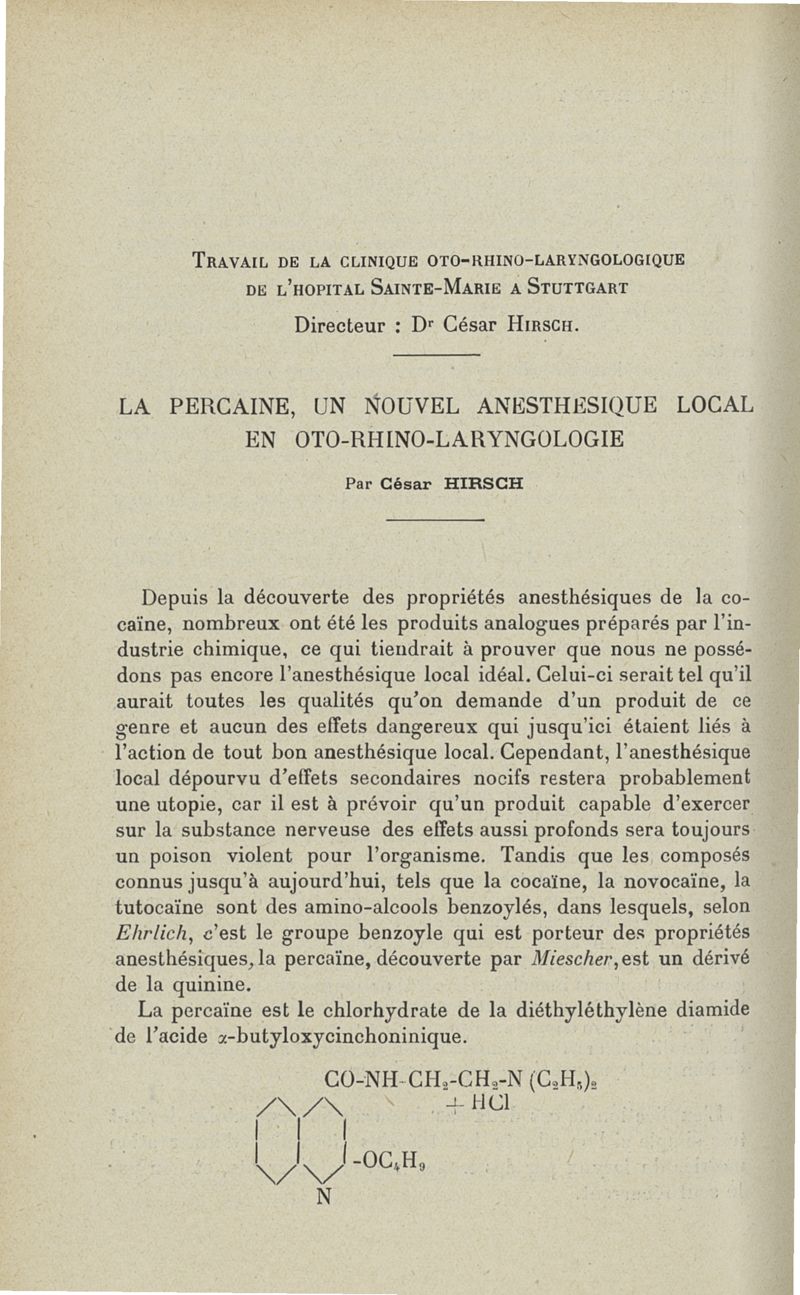 TRAVAIL DE LA CLINIQUE OTO-RHINO-LARYNGOLOGIQUE
DE L'HOPITAL SAINTE-MARIE A STUTTGART
Directeur : Dr César HIRSCH.
LA PERCAINE, UN NOUVEL ANESTHESIQUE LOCAL
EN OTO-RHINO-LARYNGOLOGIE
Par César HIRSCH
Depuis la découverte des propriétés anesthésiques de la co-
caïne, nombreux ont été les produits analogues préparés par l'in-
dustrie chimique, ce qui tiendrait à prouver que nous ne possé-
dons pas encore l'anesthésique local idéal. Celui-ci serait tel qu'il
aurait toutes les qualités qu'on demande d'un produit de ce
genre et aucun des effets dangereux qui jusqu'ici étaient liés à
l'action de tout bon anesthésique local. Cependant, l'anesthésique
local dépourvu d'effets secondaires nocifs restera probablement
une utopie, car il est à prévoir qu'un produit capable d'exercer
sur la substance nerveuse des effets aussi profonds sera toujours
un poison violent pour l'organisme. Tandis que les composés
connus jusqu'à aujourd'hui, tels que la cocaïne, la novocaïne, la
tutocaïne sont des amino-alcools benzoylés, dans lesquels, selon
Ehrlich, c'est le groupe benzoyle qui est porteur des propriétés
anesthésiques, la percaïne, découverte par Miescher, est un dérivé
de la quinine.
La percaïne est le chlorhydrate de la diéthyléthylène diamide
de l'acide α-butyloxycinchoninique.
CO-NH-CH₂-CH₂-N (C₂H₅)₂
+ HCl
-OC₄H₉
N